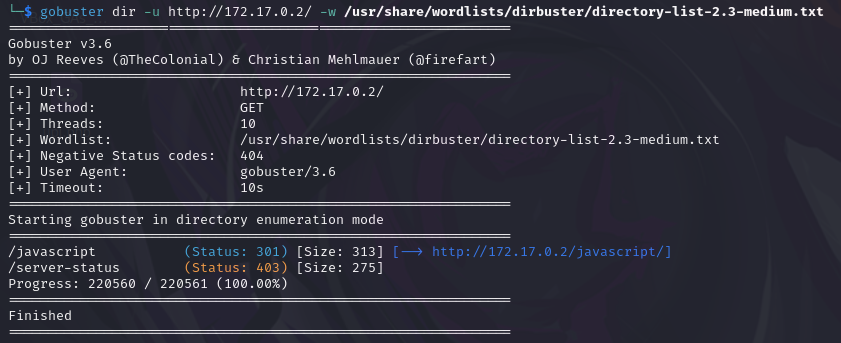 └─$ gobuster dir -u http://172.17.0.2/ -w /usr/share/wordlists/dirbuster/directory-list-2.3-medium.txt
===============================================================
Gobuster v3.6
by OJ Reeves (@TheColonial) & Christian Mehlmauer (@firefart)
===============================================================
[+] Url:                     http://172.17.0.2/
[+] Method:                  GET
[+] Threads:                 10
[+] Wordlist:                /usr/share/wordlists/dirbuster/directory-list-2.3-medium.txt
[+] Negative Status codes:   404
[+] User Agent:              gobuster/3.6
[+] Timeout:                 10s
===============================================================
Starting gobuster in directory enumeration mode
===============================================================
/javascript           (Status: 301) [Size: 313] [--> http://172.17.0.2/javascript/]
/server-status        (Status: 403) [Size: 275]
Progress: 220560 / 220561 (100.00%)
===============================================================
Finished
===============================================================